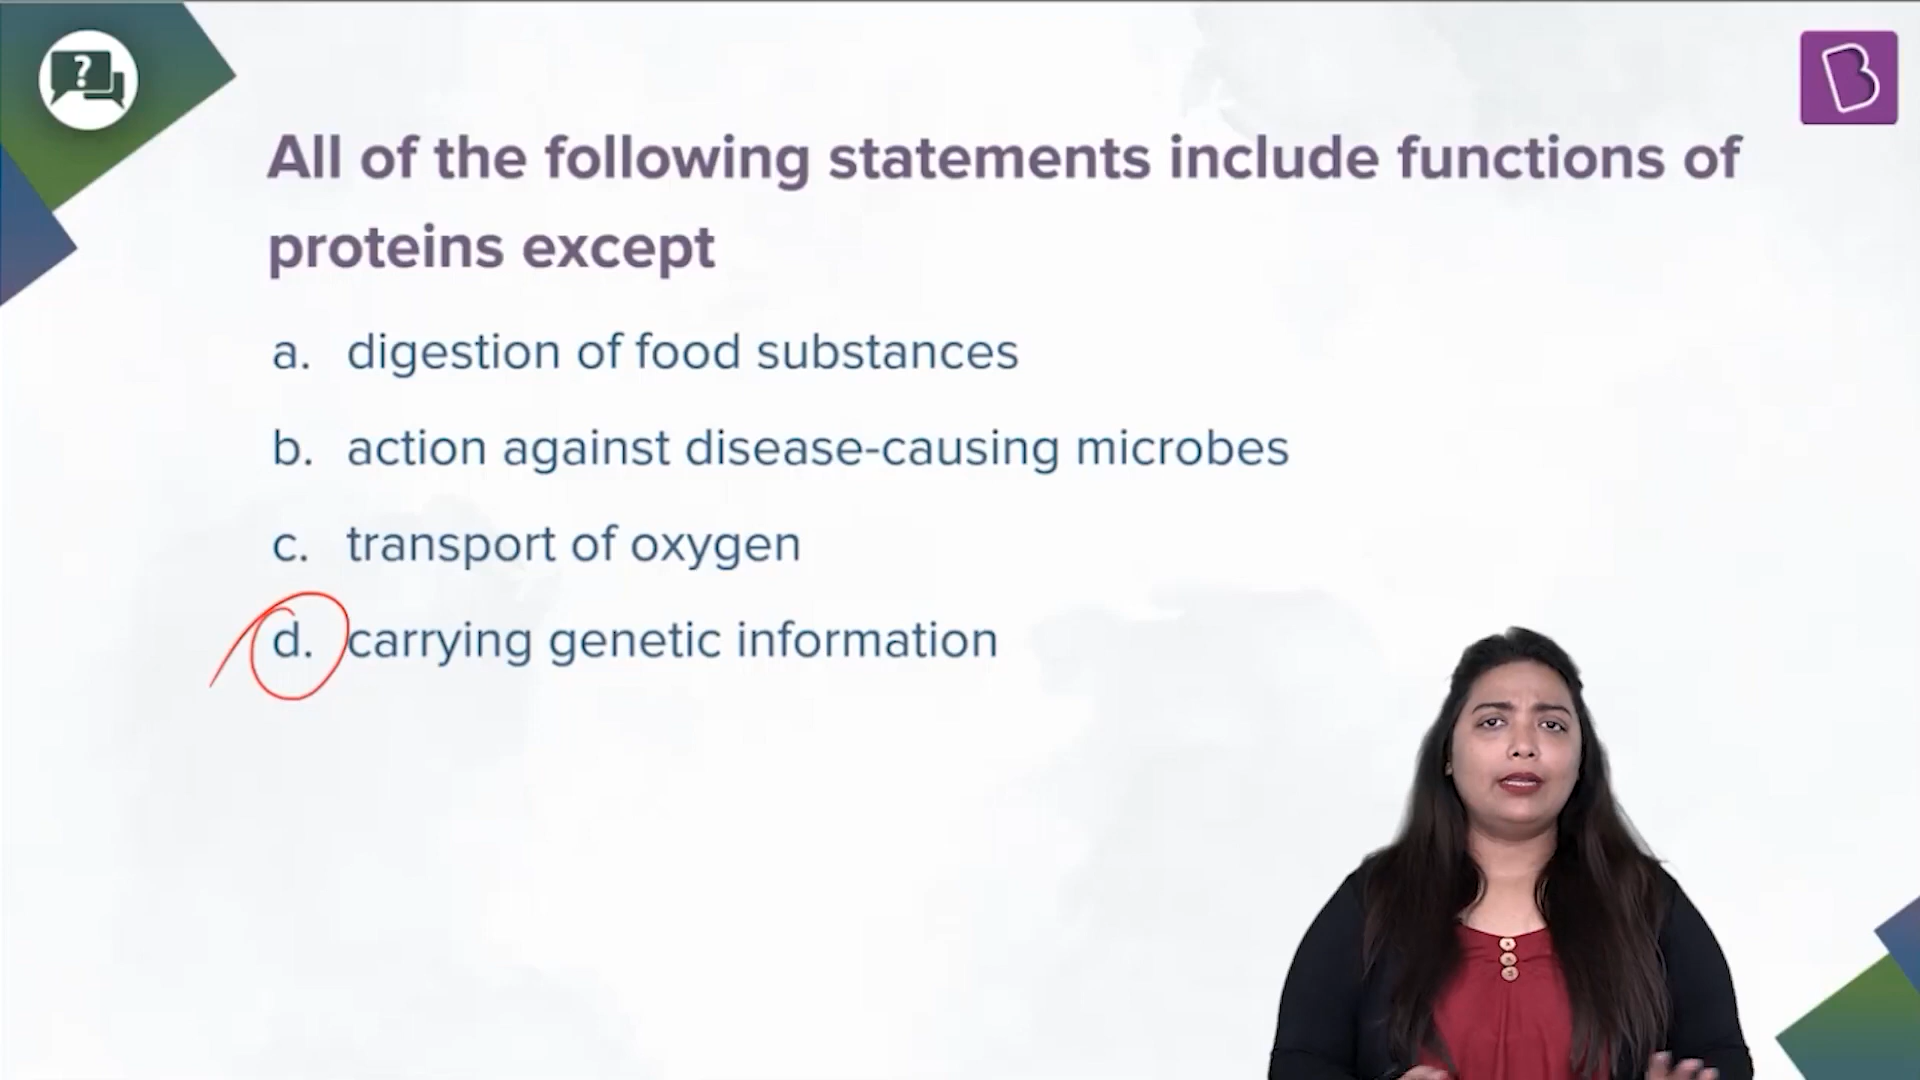 ?
B
All of the following statements include functions of
proteins except
a. digestion of food substances
b. action against disease-causing microbes
c. transport of oxygen
d. carrying genetic information